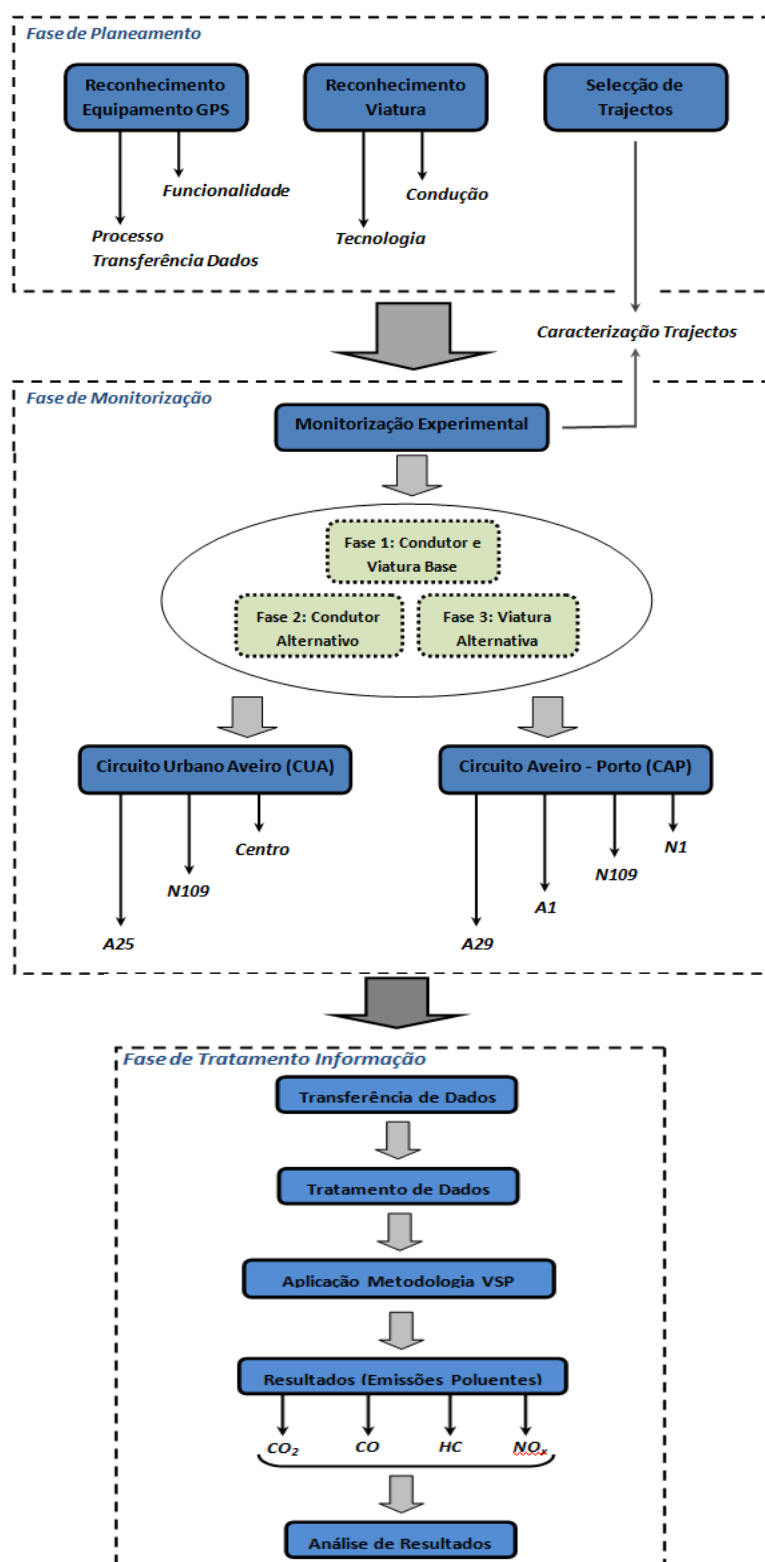 Fase de Planeamento
Reconhecimento
Equipamento GPS
Reconhecimento
Viatura
Selecção de
Trajectos
Funcionalidade
Processo
Transferência Dados
Condução
Tecnologia
Caracterização Trajectos
Fase de Monitorização
Monitorização Experimental
Fase 1: Condutor e
Viatura Base
Fase 2: Condutor
Alternativo
Fase 3: Viatura
Alternativa
Circuito Urbano Aveiro (CUA)
Circuito Aveiro - Porto (CAP)
Centro
N109
A25
N1
N109
A1
A29
Fase de Tratamento Informação
Transferência de Dados
Tratamento de Dados
Aplicação Metodologia VSP
Resultados (Emissões Poluentes)
CO₂ CO HC NOₓ
Análise de Resultados